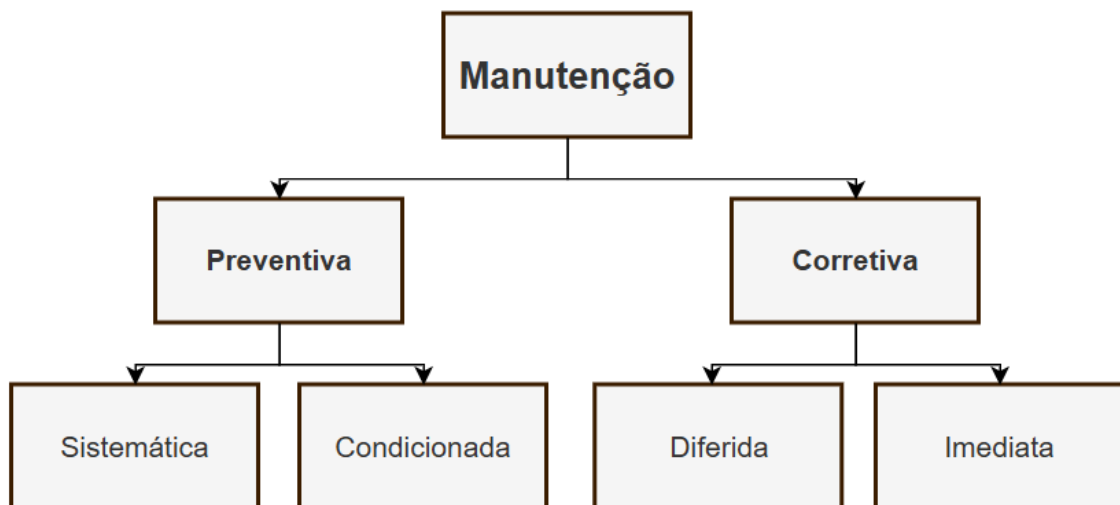 Manutenção
Preventiva
Corretiva
Sistemática
Condicionada
Diferida
Imediata